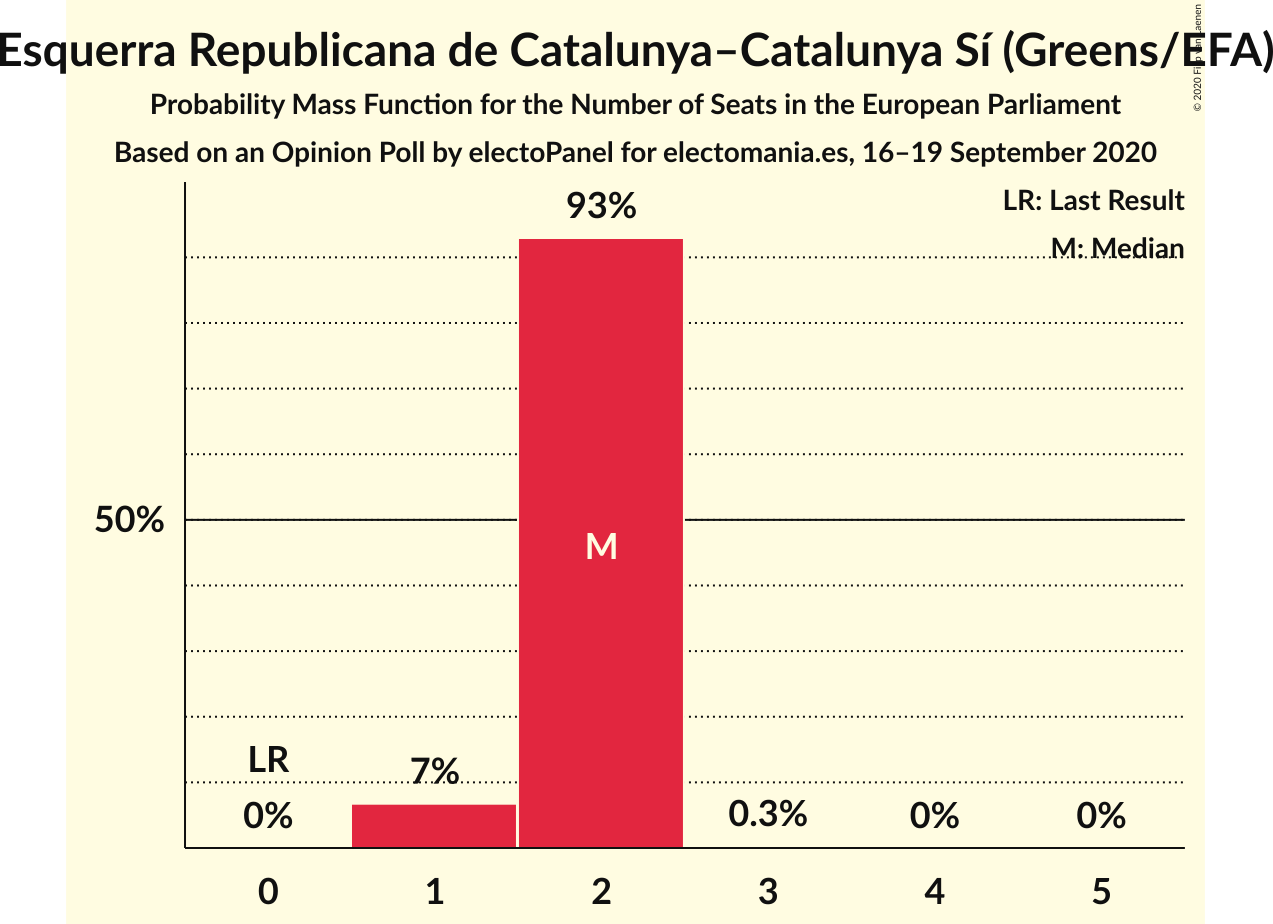 Esquerra Republicana de Catalunya–Catalunya Sí (Greens/EFA)
Probability Mass Function for the Number of Seats in the European Parliament
Based on an Opinion Poll by electoPanel for electomania.es, 16–19 September 2020
LR: Last Result
M: Median
93%
50%
M
LR
7%
0%
0.3%
0%
0%
0 1 2 3 4 5
© 2020